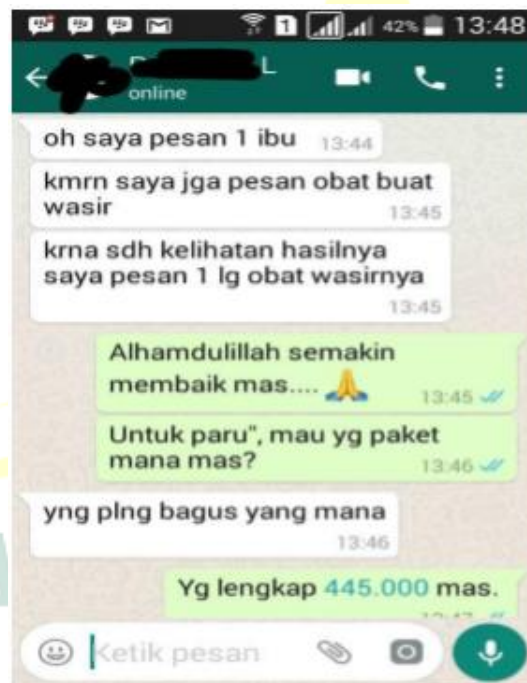 1 42% 13:48
online
oh saya pesan 1 ibu 13:44
kmrn saya jga pesan obat buat
wasir 13:45
krna sdh kelihatan hasilnya
saya pesan 1 lg obat wasirnya
13:45
Alhamdulillah semakin
membaik mas.... 🙏 13:45
Untuk paru", mau yg paket
mana mas? 13:46
yng plng bagus yang mana
13:46
Yg lengkap 445.000 mas.
Ketik pesan